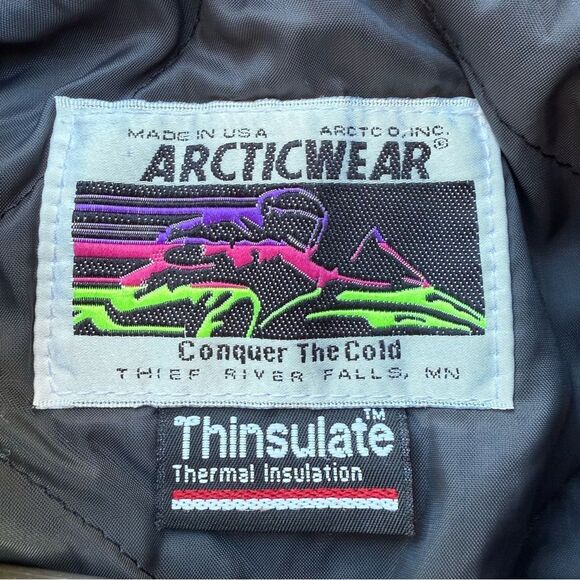 MADE IN USA ARCTCO, INC.
ARCTICWEAR®
Conquer The Cold
THIEF RIVER FALLS, MN
Thinsulate™
Thermal Insulation